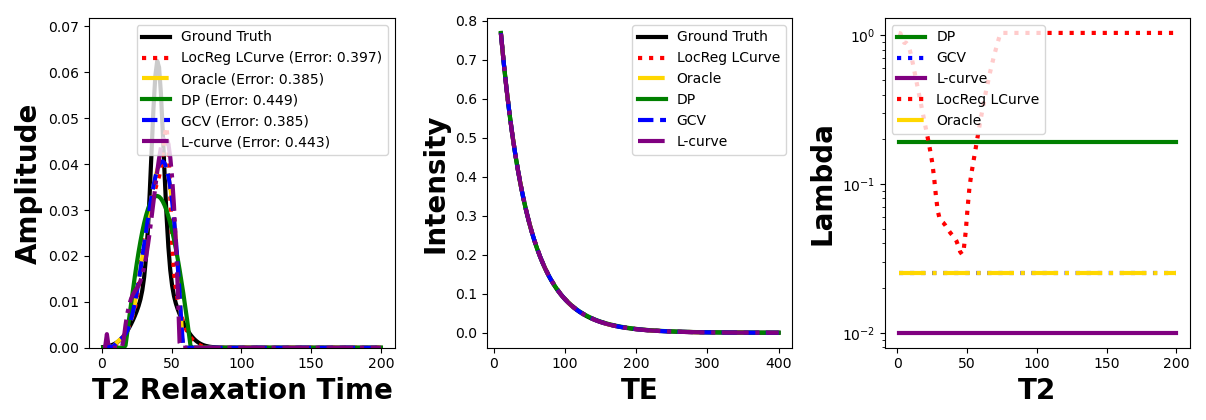 0.07
0.06
0.05
0.04
0.03
0.02
0.01
0.00
Amplitude
Ground Truth
LocReg LCurve (Error: 0.397)
Oracle (Error: 0.385)
DP (Error: 0.449)
GCV (Error: 0.385)
L-curve (Error: 0.443)
0 50 100 150 200
T2 Relaxation Time
0.8
0.7
0.6
0.5
0.4
0.3
0.2
0.1
0.0
Intensity
Ground Truth
LocReg LCurve
Oracle
DP
GCV
L-curve
0 100 200 300 400
TE
10⁰
10⁻¹
10⁻²
Lambda
DP
GCV
L-curve
LocReg LCurve
Oracle
0 50 100 150 200
T2